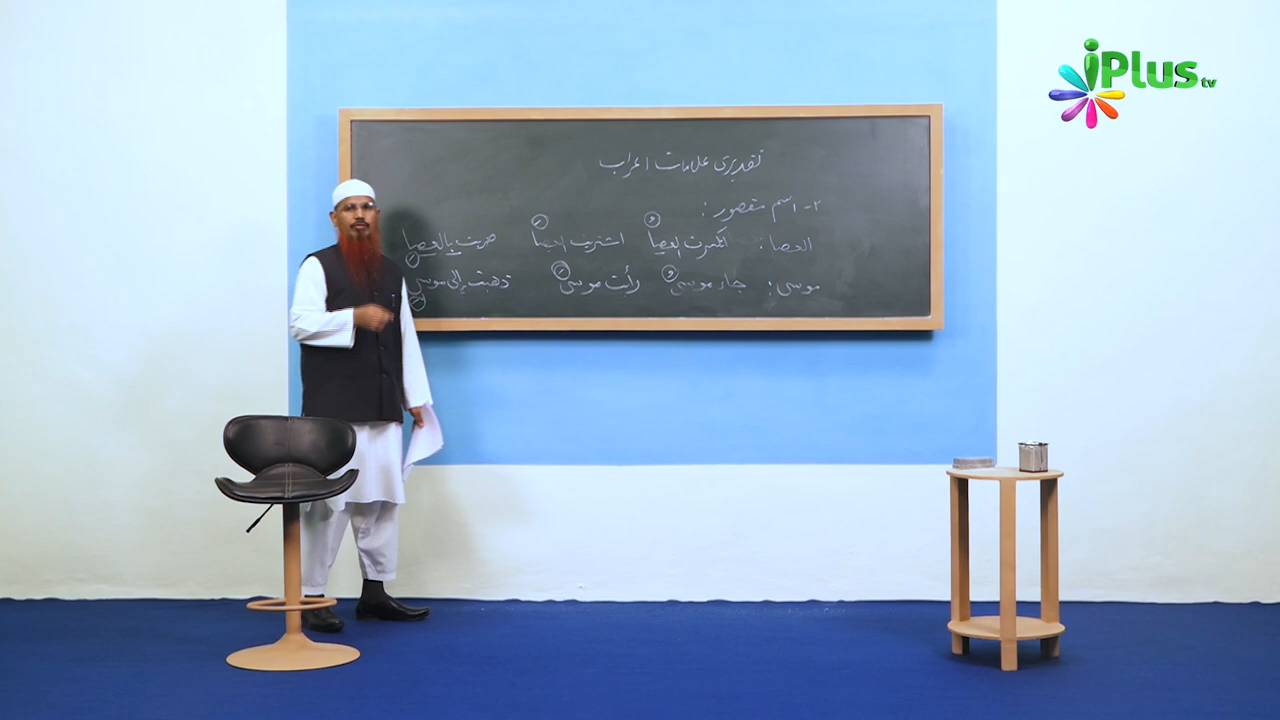 iPlus tv
تقدیری علامات اعراب
۲- اسم مقصور :
العصا : انكسرت العصا اشتريت العصا ضربت بالعصا
موسى : جاء موسى رأيت موسى ذهبت إلى موسى